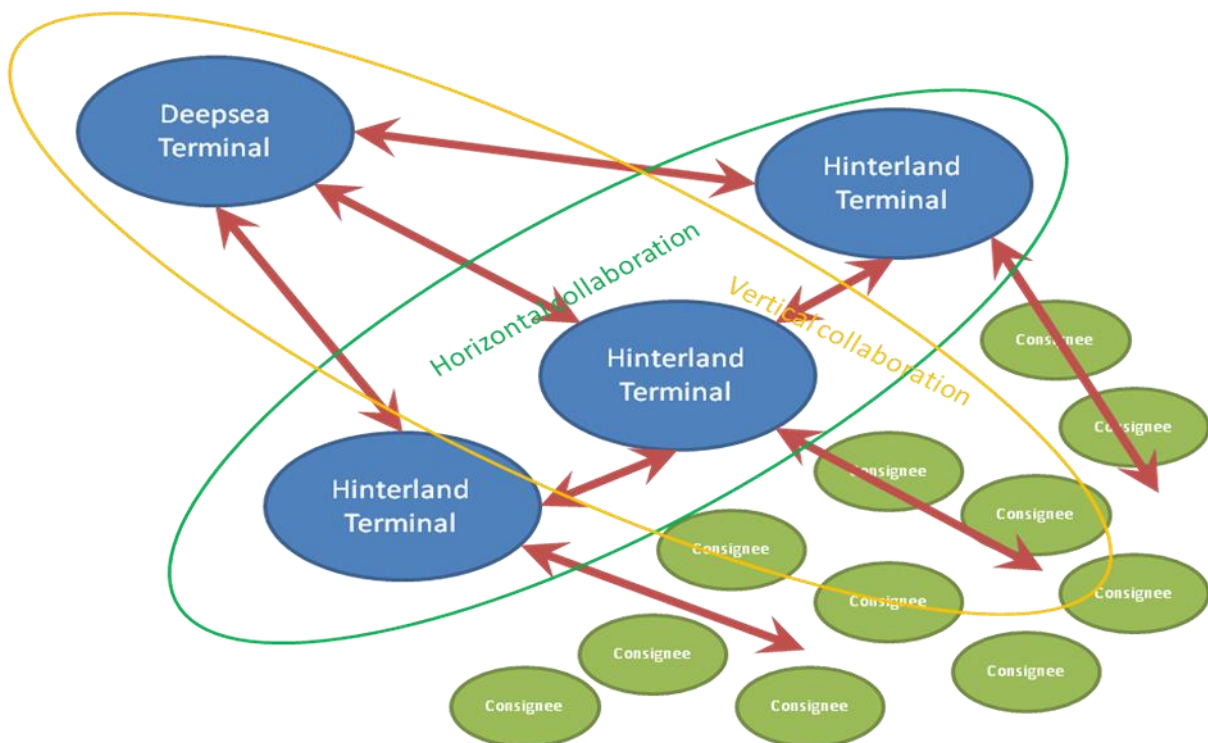 Deepsea
Terminal
Hinterland
Terminal
Horizontal collaboration
Vertical collaboration
Hinterland
Terminal
Hinterland
Terminal
Consignee
Consignee
Consignee
Consignee
Consignee
Consignee
Consignee
Consignee
Consignee
Consignee
Consignee